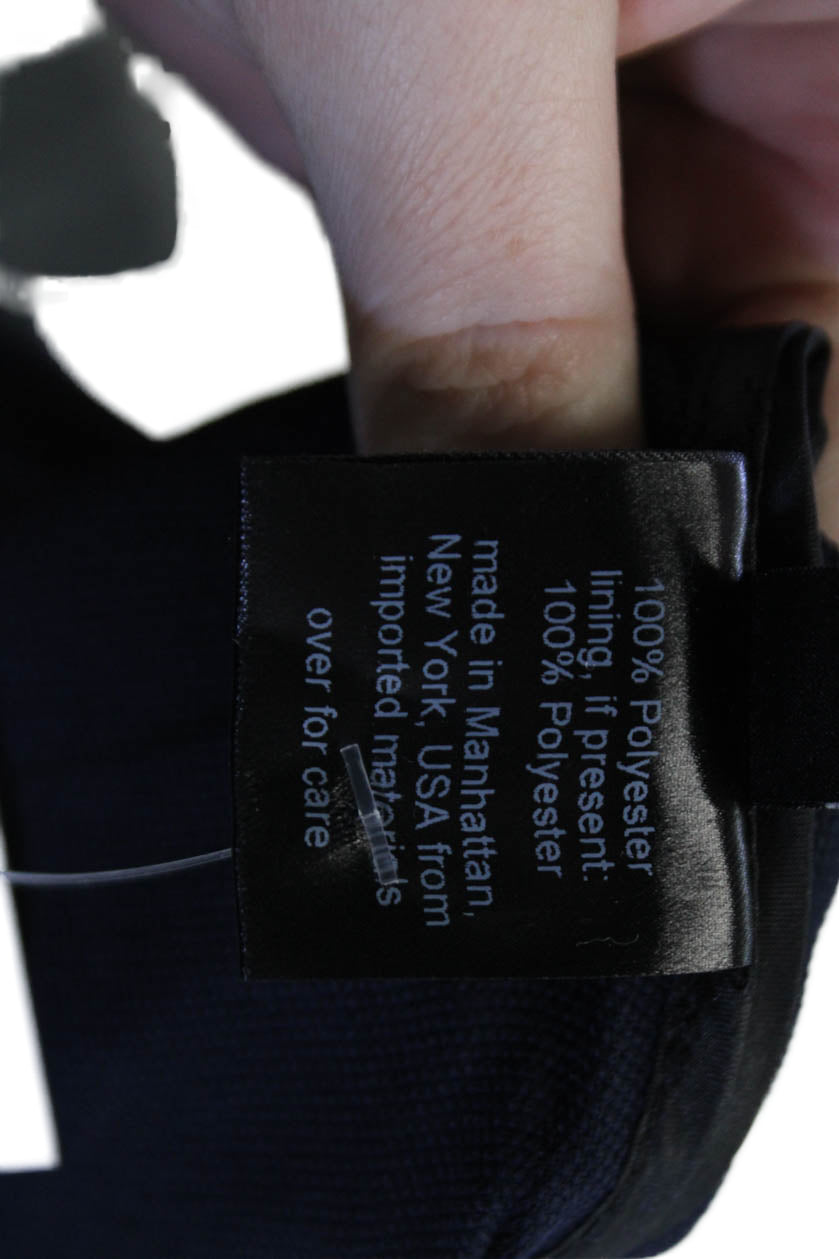 100% Polyester
lining, if present:
100% Polyester
made in Manhattan,
New York, USA from
imported materials
over for care